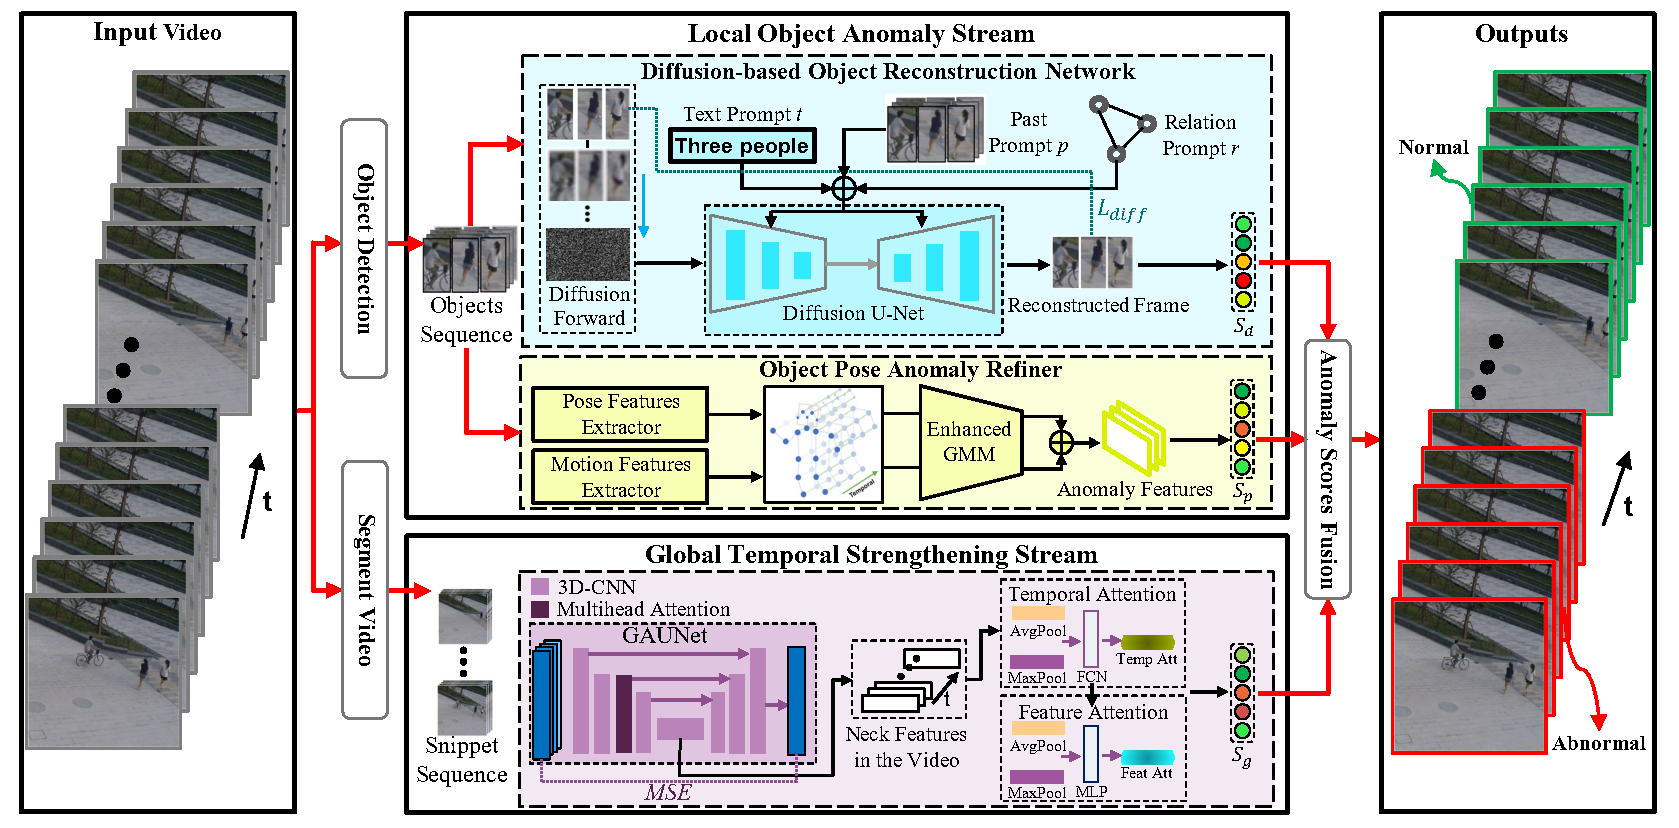 Input Video
t
Object Detection
Segment Video
Local Object Anomaly Stream
Diffusion-based Object Reconstruction Network
Text Prompt t
Three people
Past
Prompt p
Relation
Prompt r
L_diff
Objects
Sequence
Diffusion
Forward
Diffusion U-Net
Reconstructed Frame
S_d
Object Pose Anomaly Refiner
Pose Features
Extractor
Motion Features
Extractor
Temporal
Enhanced
GMM
Anomaly Features
S_p
Global Temporal Strengthening Stream
3D-CNN
Multihead Attention
GAUNet
Snippet
Sequence
MSE
t
Neck Features
in the Video
Temporal Attention
AvgPool
MaxPool
FCN
Temp Att
Feature Attention
AvgPool
MaxPool
MLP
Feat Att
S_g
Anomaly Scores Fusion
Outputs
Normal
t
Abnormal